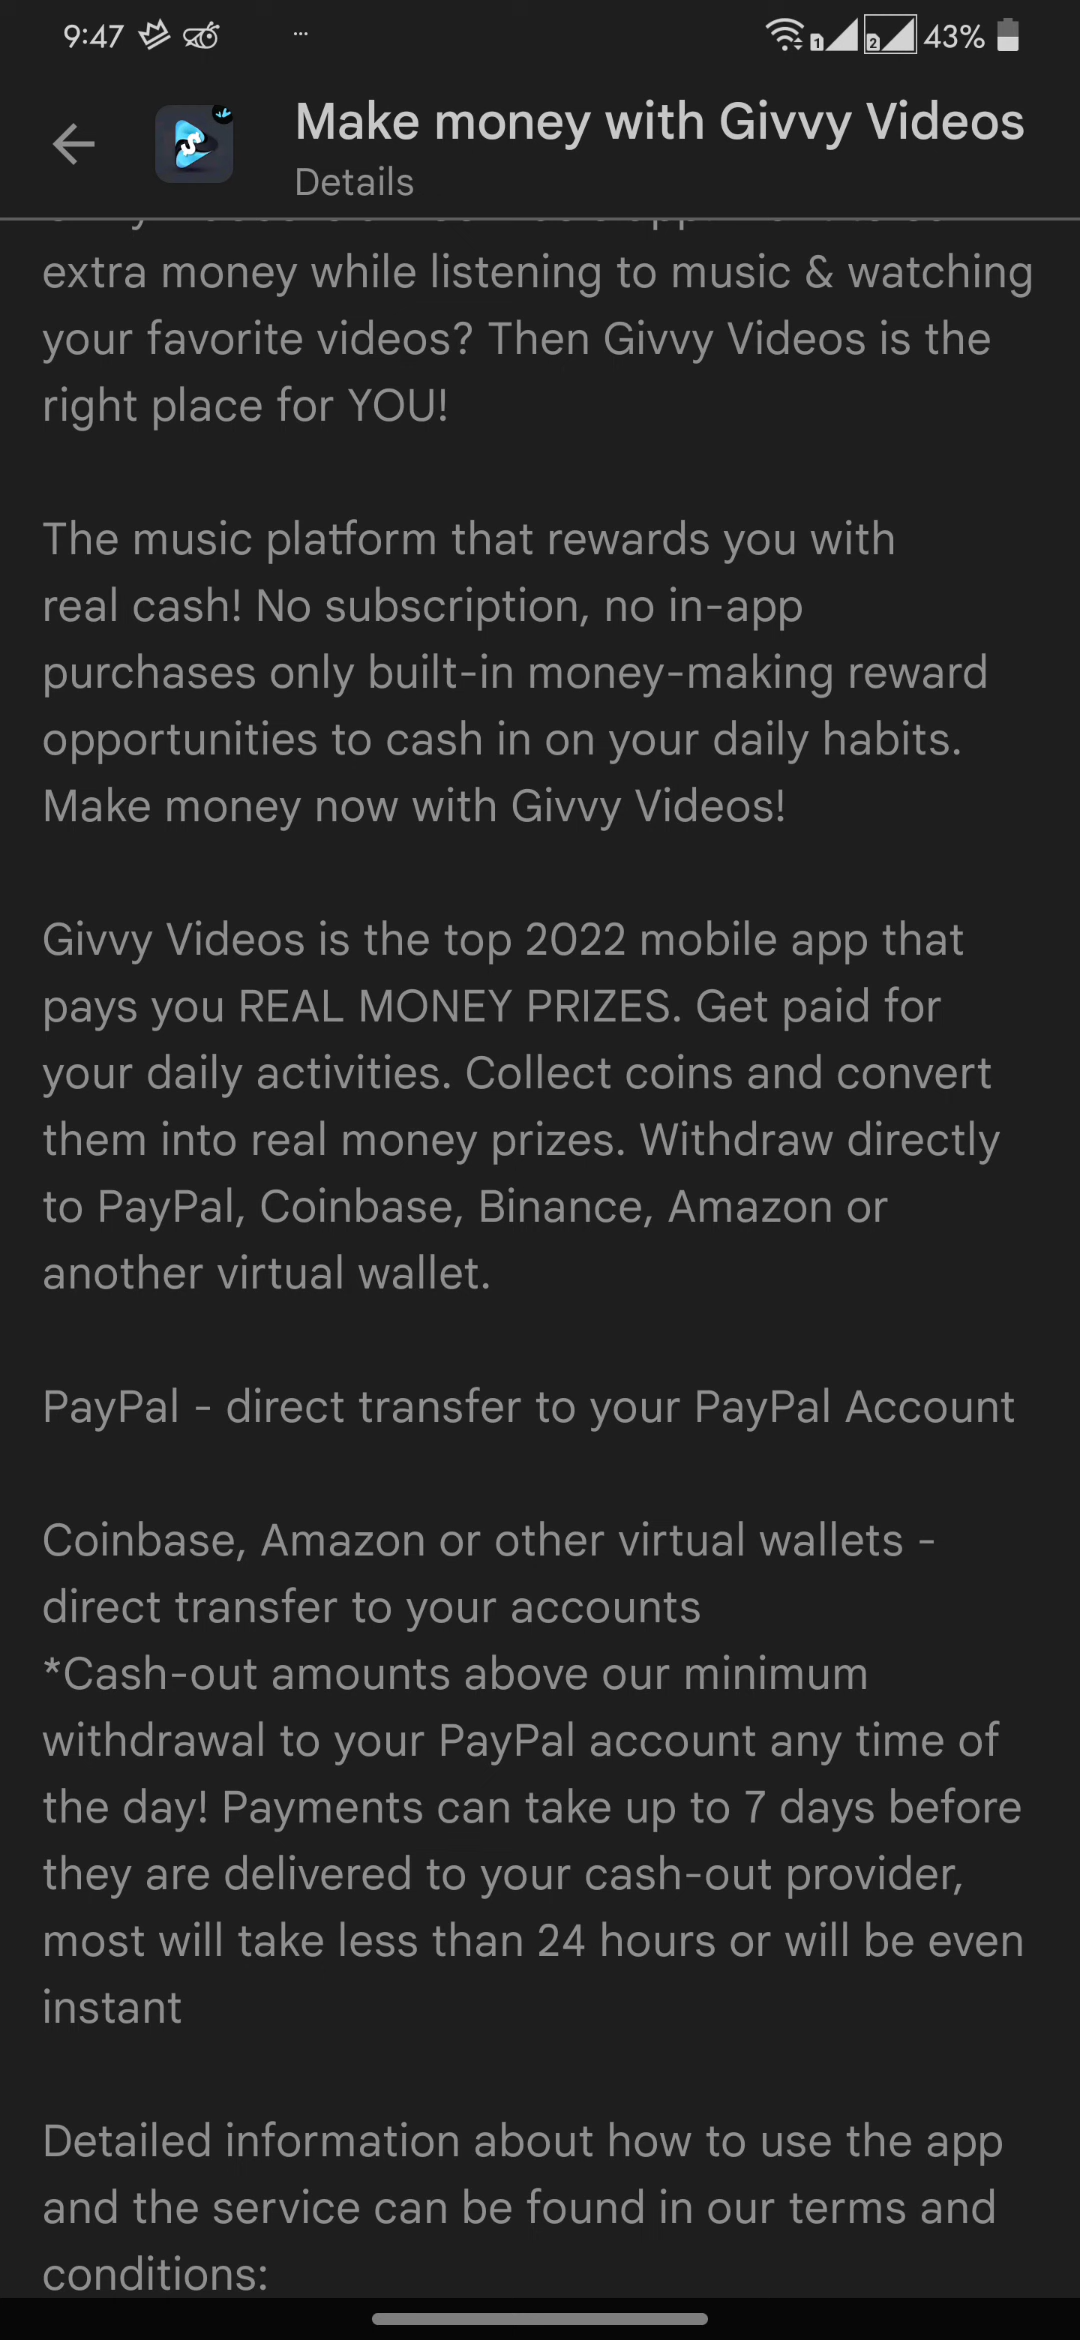 9:47
...
1
2
43%
Make money with Givvy Videos
Details
extra money while listening to music & watching
your favorite videos? Then Givvy Videos is the
right place for YOU!
The music platform that rewards you with
real cash! No subscription, no in-app
purchases only built-in money-making reward
opportunities to cash in on your daily habits.
Make money now with Givvy Videos!
Givvy Videos is the top 2022 mobile app that
pays you REAL MONEY PRIZES. Get paid for
your daily activities. Collect coins and convert
them into real money prizes. Withdraw directly
to PayPal, Coinbase, Binance, Amazon or
another virtual wallet.
PayPal - direct transfer to your PayPal Account
Coinbase, Amazon or other virtual wallets -
direct transfer to your accounts
*Cash-out amounts above our minimum
withdrawal to your PayPal account any time of
the day! Payments can take up to 7 days before
they are delivered to your cash-out provider,
most will take less than 24 hours or will be even
instant
Detailed information about how to use the app
and the service can be found in our terms and
conditions: